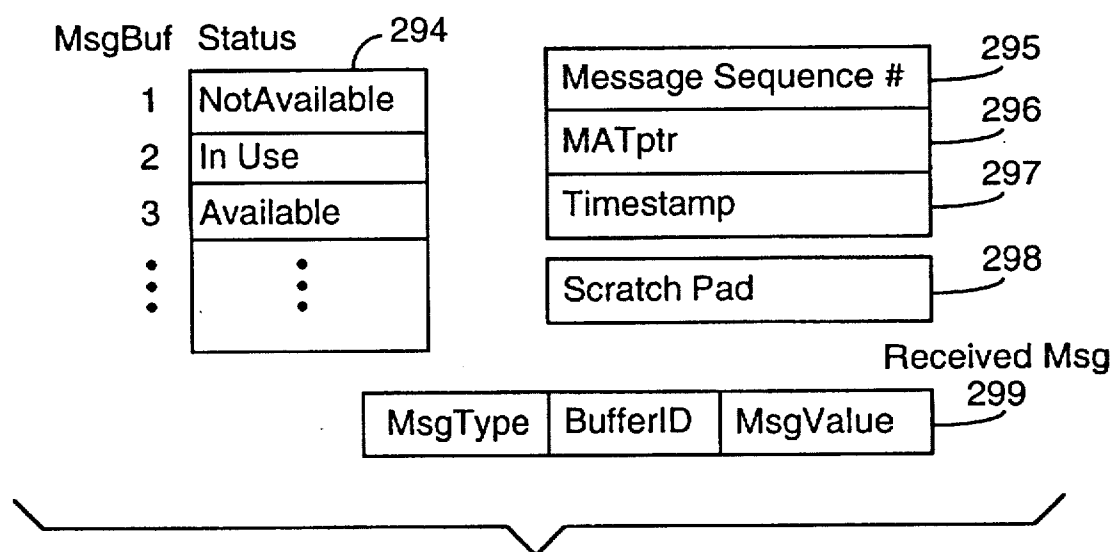 MsgBuf Status
294
1 NotAvailable
2 In Use
3 Available
295
Message Sequence #
296
MATptr
297
Timestamp
298
Scratch Pad
Received Msg
299
MsgType BufferID MsgValue